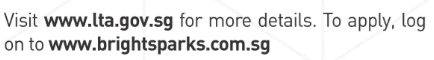 Visit www.lta.gov.sg for more details. To apply, log
on to www.brightsparks.com.sg